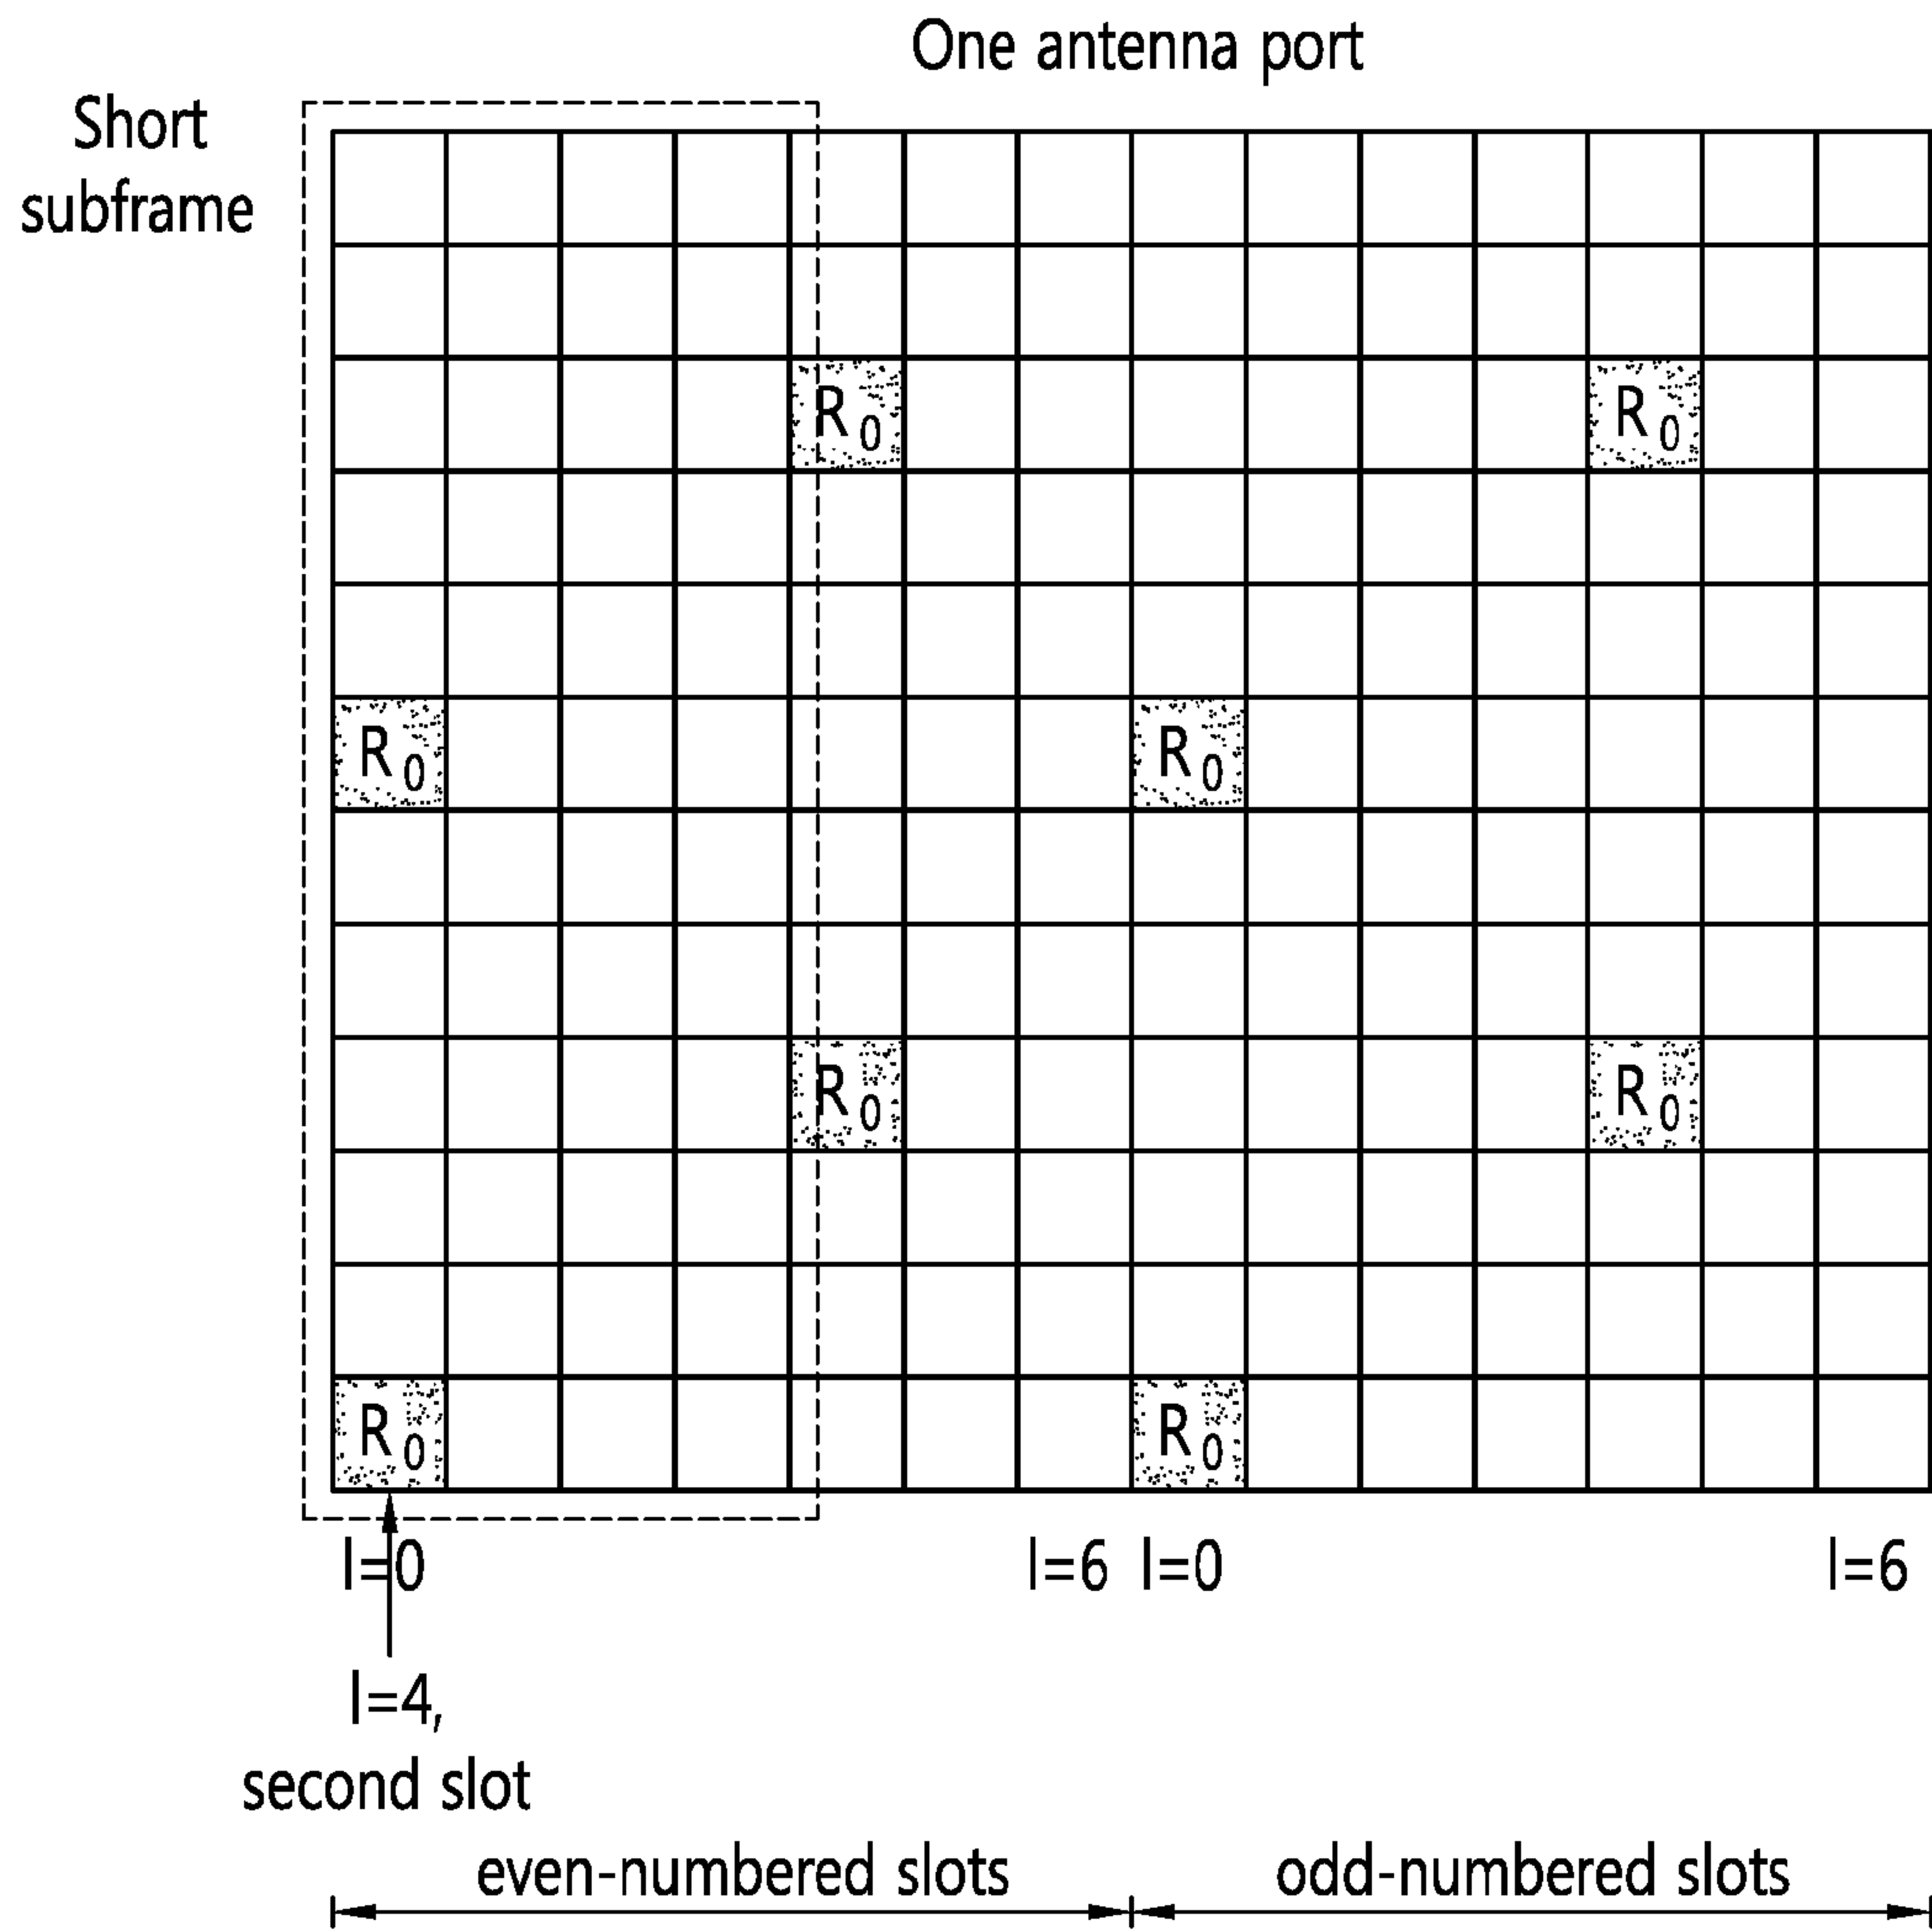 One antenna port
Short
subframe
R0 R0
R0 R0
R0 R0
R0 R0
l=0 l=6 l=0 l=6
l=4,
second slot
even-numbered slots odd-numbered slots